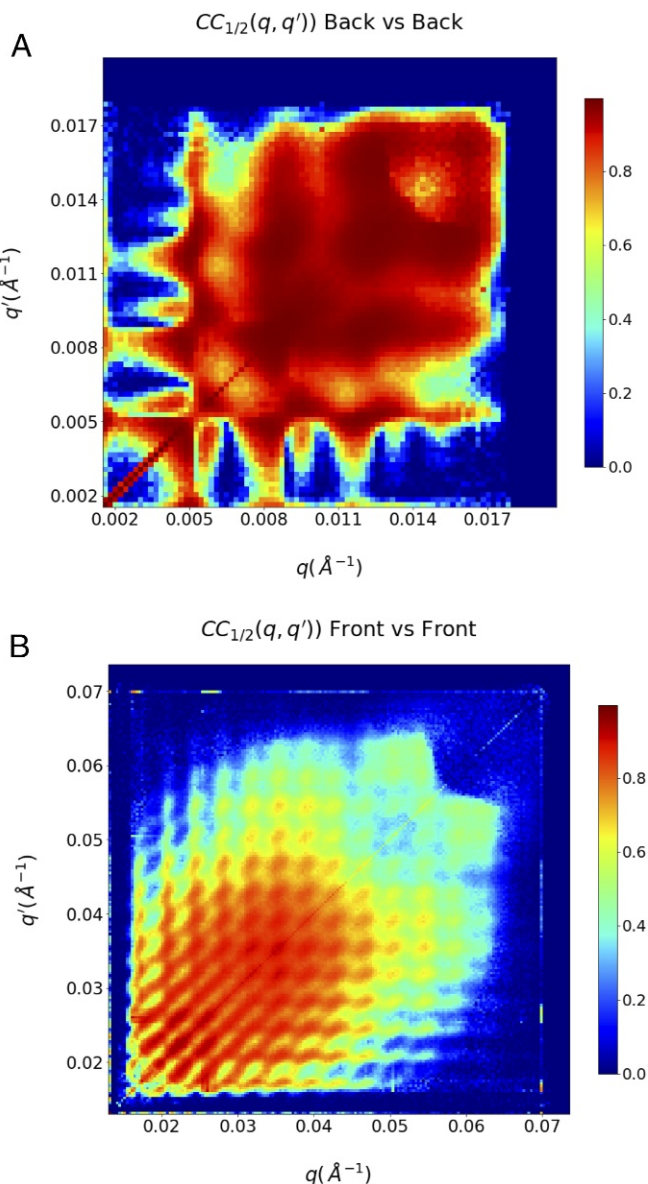 A
CC₁/₂(q, q′)) Back vs Back
q′(Å⁻¹)
0.017
0.014
0.011
0.008
0.005
0.002
0.002 0.005 0.008 0.011 0.014 0.017
q(Å⁻¹)
0.8
0.6
0.4
0.2
0.0
B
CC₁/₂(q, q′)) Front vs Front
q′(Å⁻¹)
0.07
0.06
0.05
0.04
0.03
0.02
0.02 0.03 0.04 0.05 0.06 0.07
q(Å⁻¹)
0.8
0.6
0.4
0.2
0.0